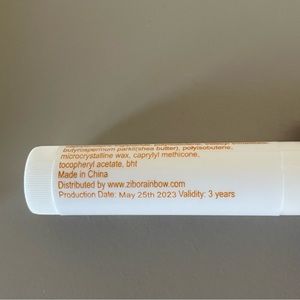 butyrospermum parkii(shea butter), polyisobutene,
microcrystalline wax, caprylyl methicone,
tocopheryl acetate, bht
Made in China
Distributed by www.ziborainbow.com
Production Date: May 25th 2023 Validity: 3 years